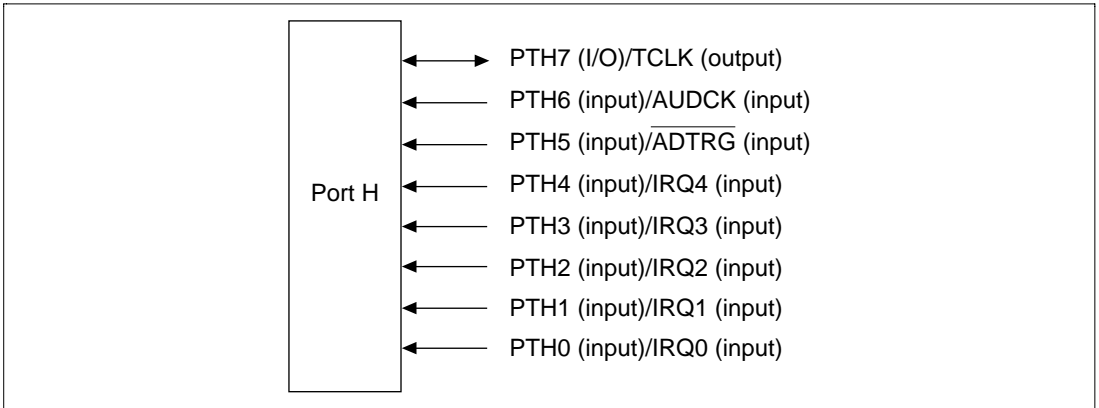 Port H
PTH7 (I/O)/TCLK (output)
PTH6 (input)/AUDCK (input)
PTH5 (input)/A̅D̅T̅R̅G̅ (input)
PTH4 (input)/IRQ4 (input)
PTH3 (input)/IRQ3 (input)
PTH2 (input)/IRQ2 (input)
PTH1 (input)/IRQ1 (input)
PTH0 (input)/IRQ0 (input)